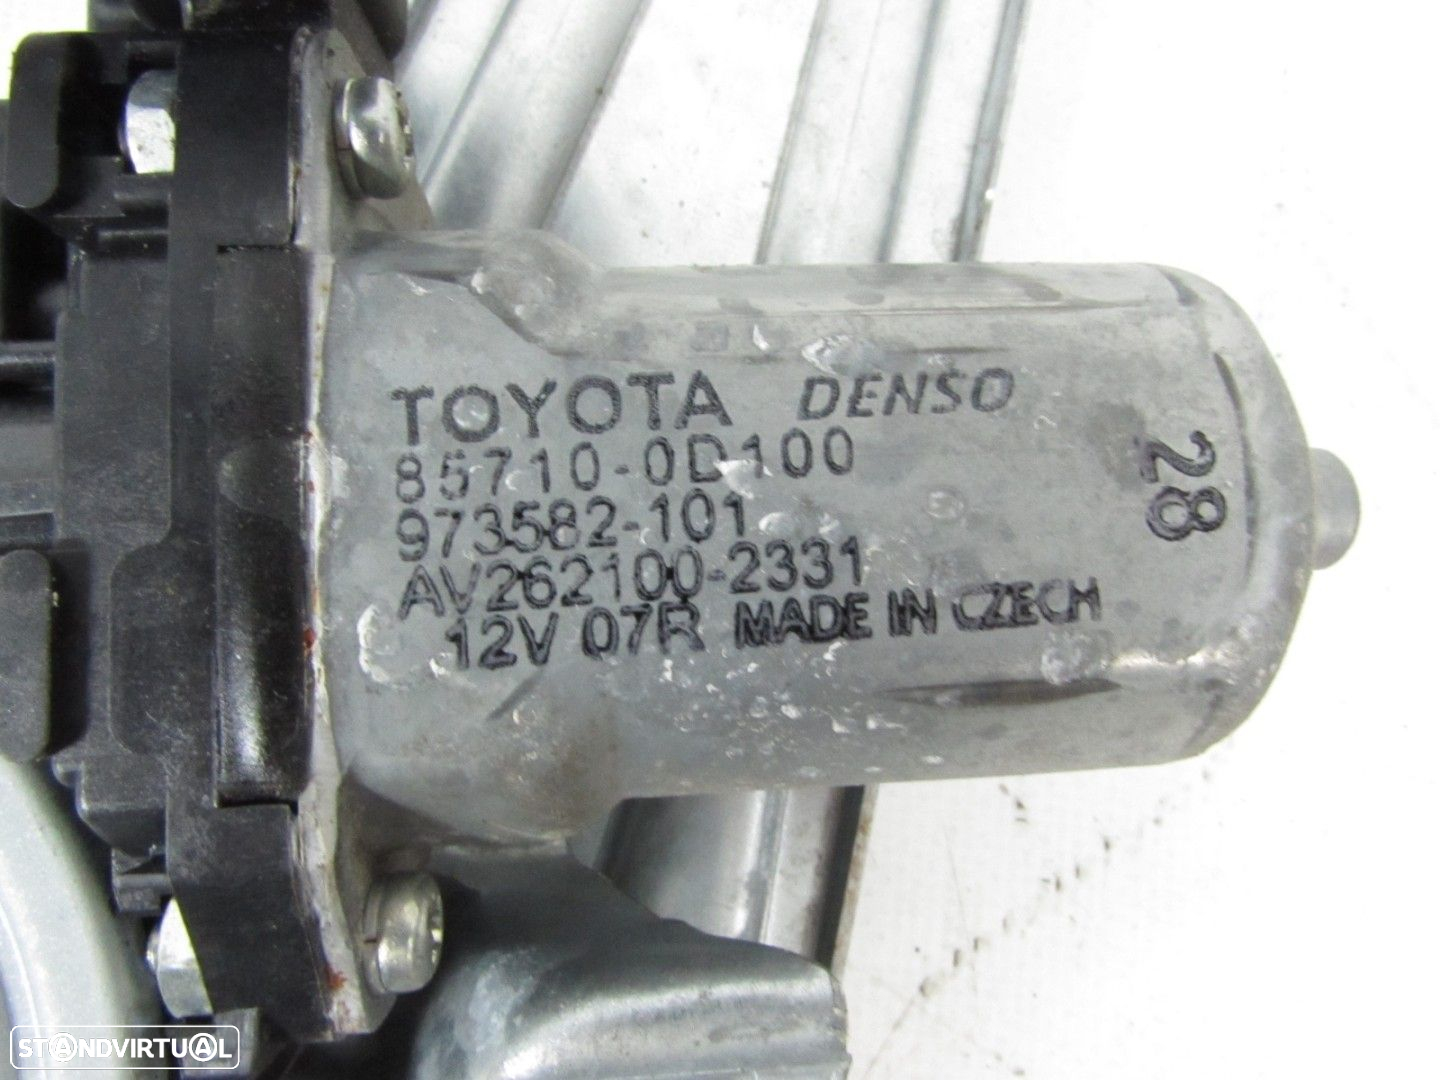 TOYOTA DENSO
85710-0D100
973582-101
AV262100-2331
12V 07R MADE IN CZECH
28
STANDVIRTUAL